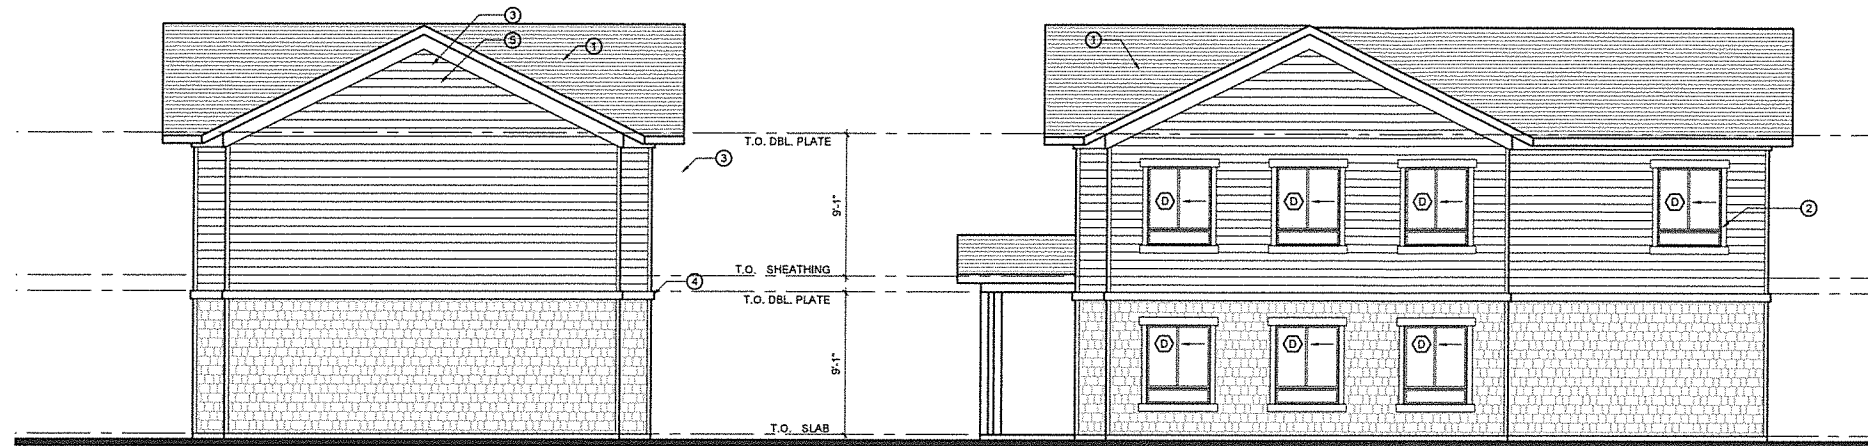 3
5
1
1
T.O. DBL. PLATE
3
9'-1"
D
D
D
D
2
T.O. SHEATHING
4
T.O. DBL. PLATE
9'-1"
D
D
D
T.O. SLAB